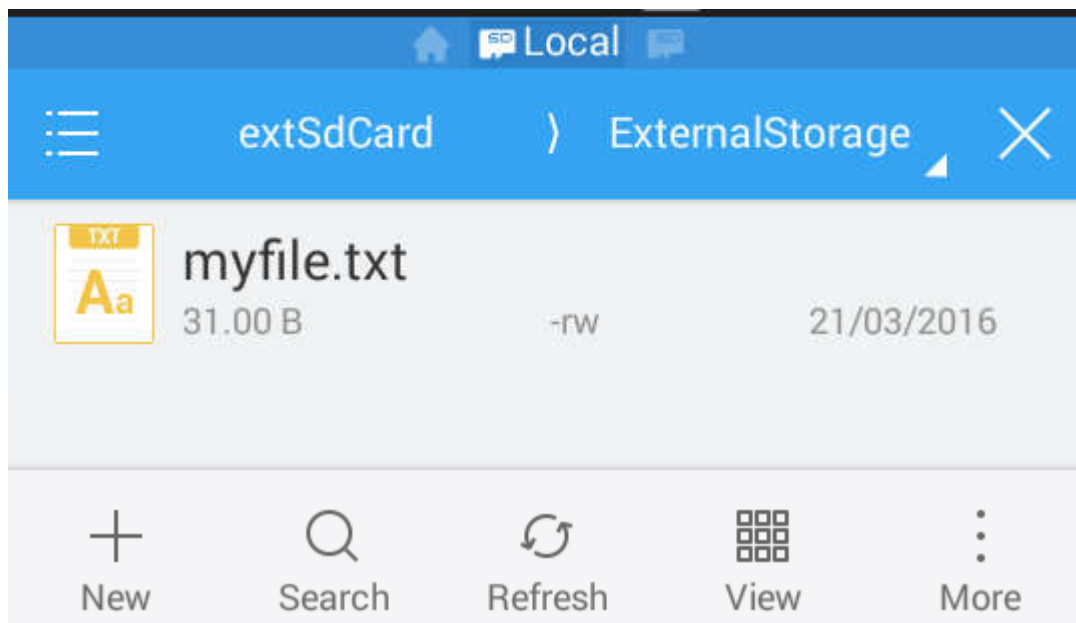 Local
extSdCard ⟩ ExternalStorage
TXT
Aa
myfile.txt
31.00 B -rw 21/03/2016
New Search Refresh View More